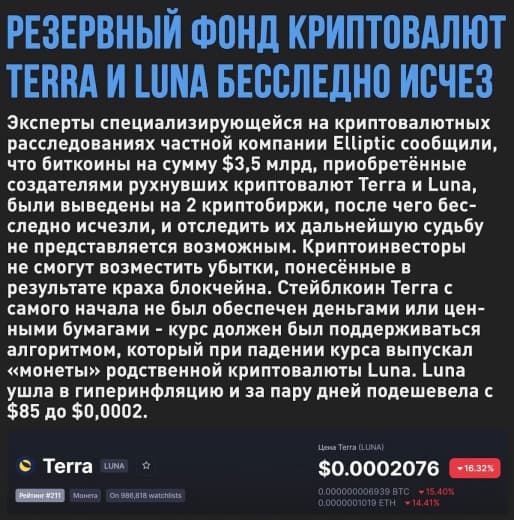 РЕЗЕРВНЫЙ ФОНД КРИПТОВАЛЮТ
TERRA И LUNA БЕССЛЕДНО ИСЧЕЗ
Эксперты специализирующейся на криптовалютных
расследованиях частной компании Elliptic сообщили,
что биткоины на сумму $3,5 млрд, приобретённые
создателями рухнувших криптовалют Terra и Luna,
были выведены на 2 криптобиржи, после чего бес-
следно исчезли, и отследить их дальнейшую судьбу
не представляется возможным. Криптоинвесторы
не смогут возместить убытки, понесённые в
результате краха блокчейна. Стейблкоин Terra с
самого начала не был обеспечен деньгами или цен-
ными бумагами - курс должен был поддерживаться
алгоритмом, который при падении курса выпускал
«монеты» родственной криптовалюты Luna. Luna
ушла в гиперинфляцию и за пару дней подешевела с
$85 до $0,0002.
Цена Terra (LUNA)
Terra LUNA
$0.0002076 16.32%
Рейтинг #211 Монета On 986,818 watchlists
0.000000006939 BTC 15.40%
0.0000001019 ETH 14.41%